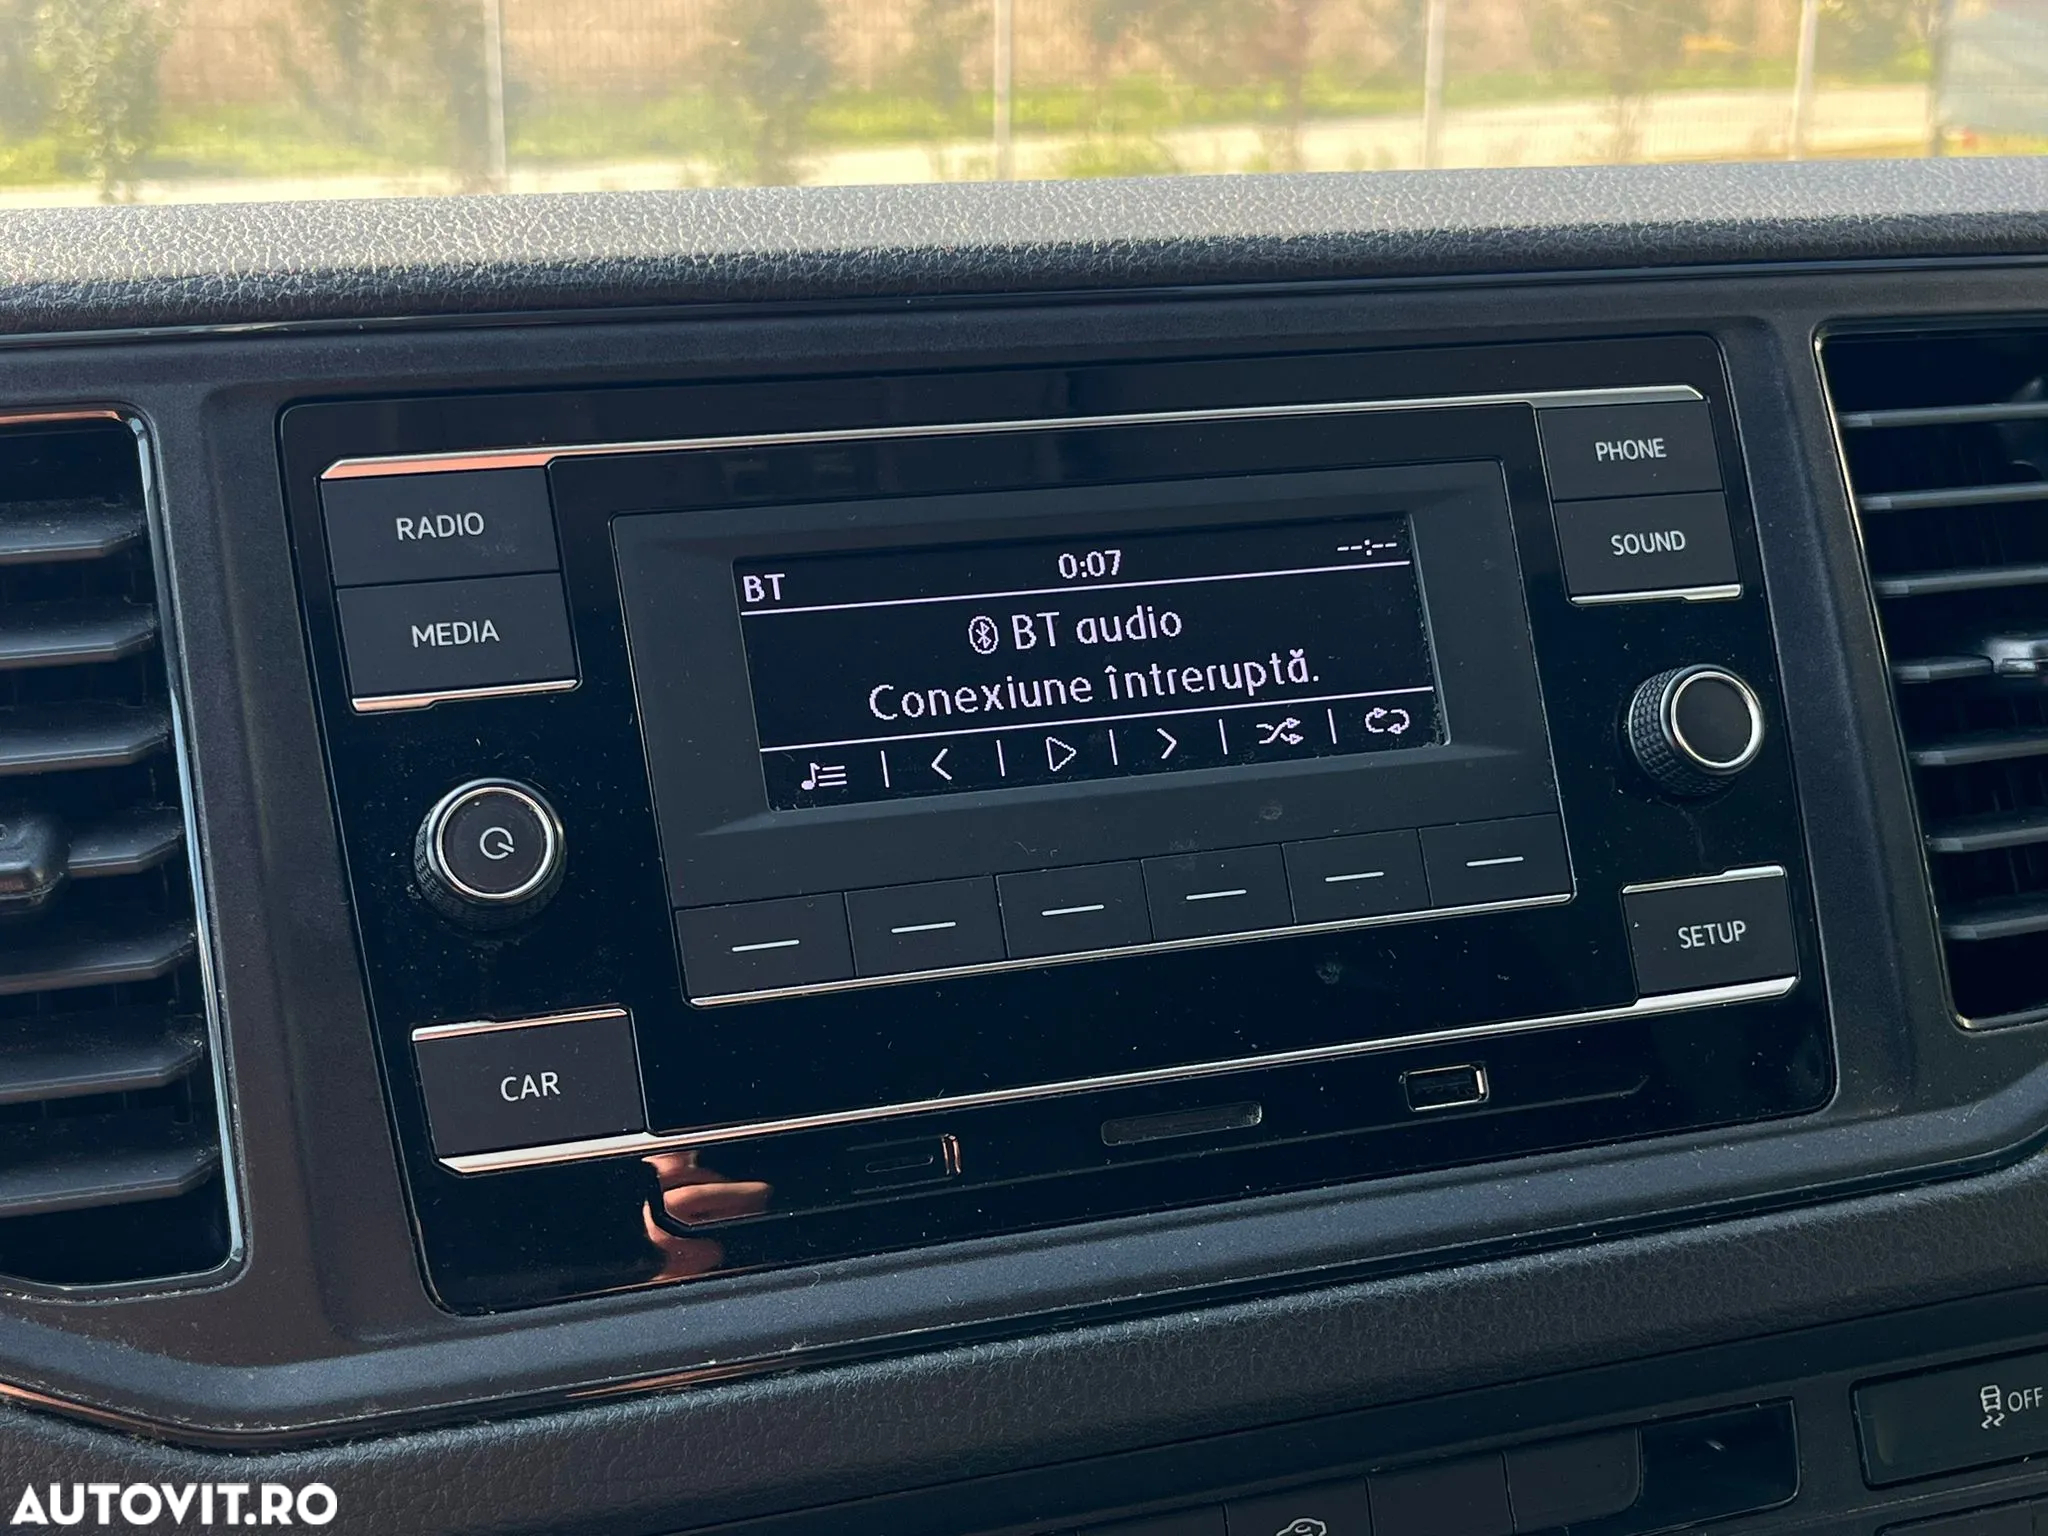 RADIO
MEDIA
PHONE
SOUND
BT 0:07 --:--
BT audio
Conexiune întreruptă.
SETUP
CAR
OFF
AUTOVIT.RO